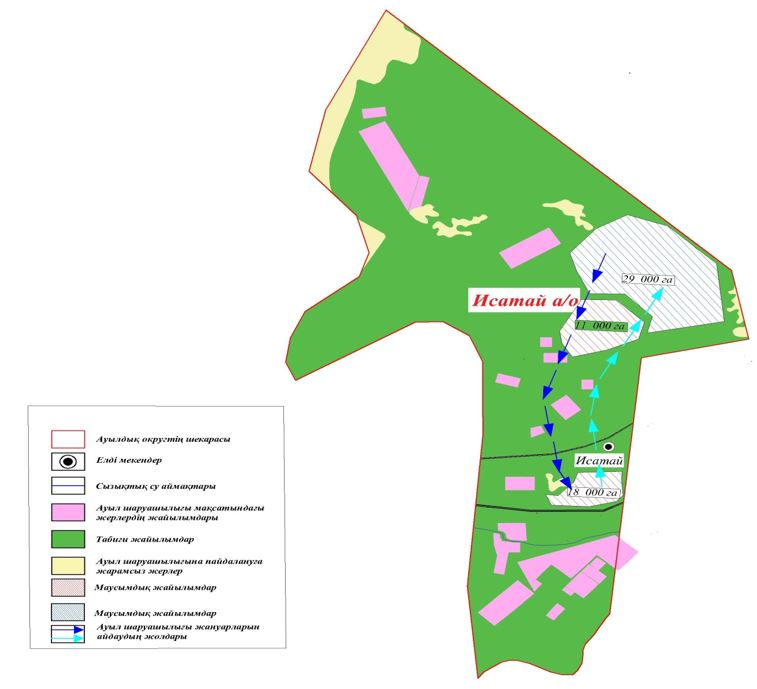 29 000 га
Исатай а/о
11 000 га
Исатай
18 000 га
Ауылдық округтің шекарасы
Елді мекендер
Сызықтық су аймақтары
Ауыл шаруашылығы мақсатындағы
жерлердің жайылымдары
Табиғи жайылымдар
Ауыл шаруашылығына пайдалануға
жарамсыз жерлер
Маусымдық жайылымдар
Маусымдық жайылымдар
Ауыл шаруашылығы жануарларын
айдаудың жолдары